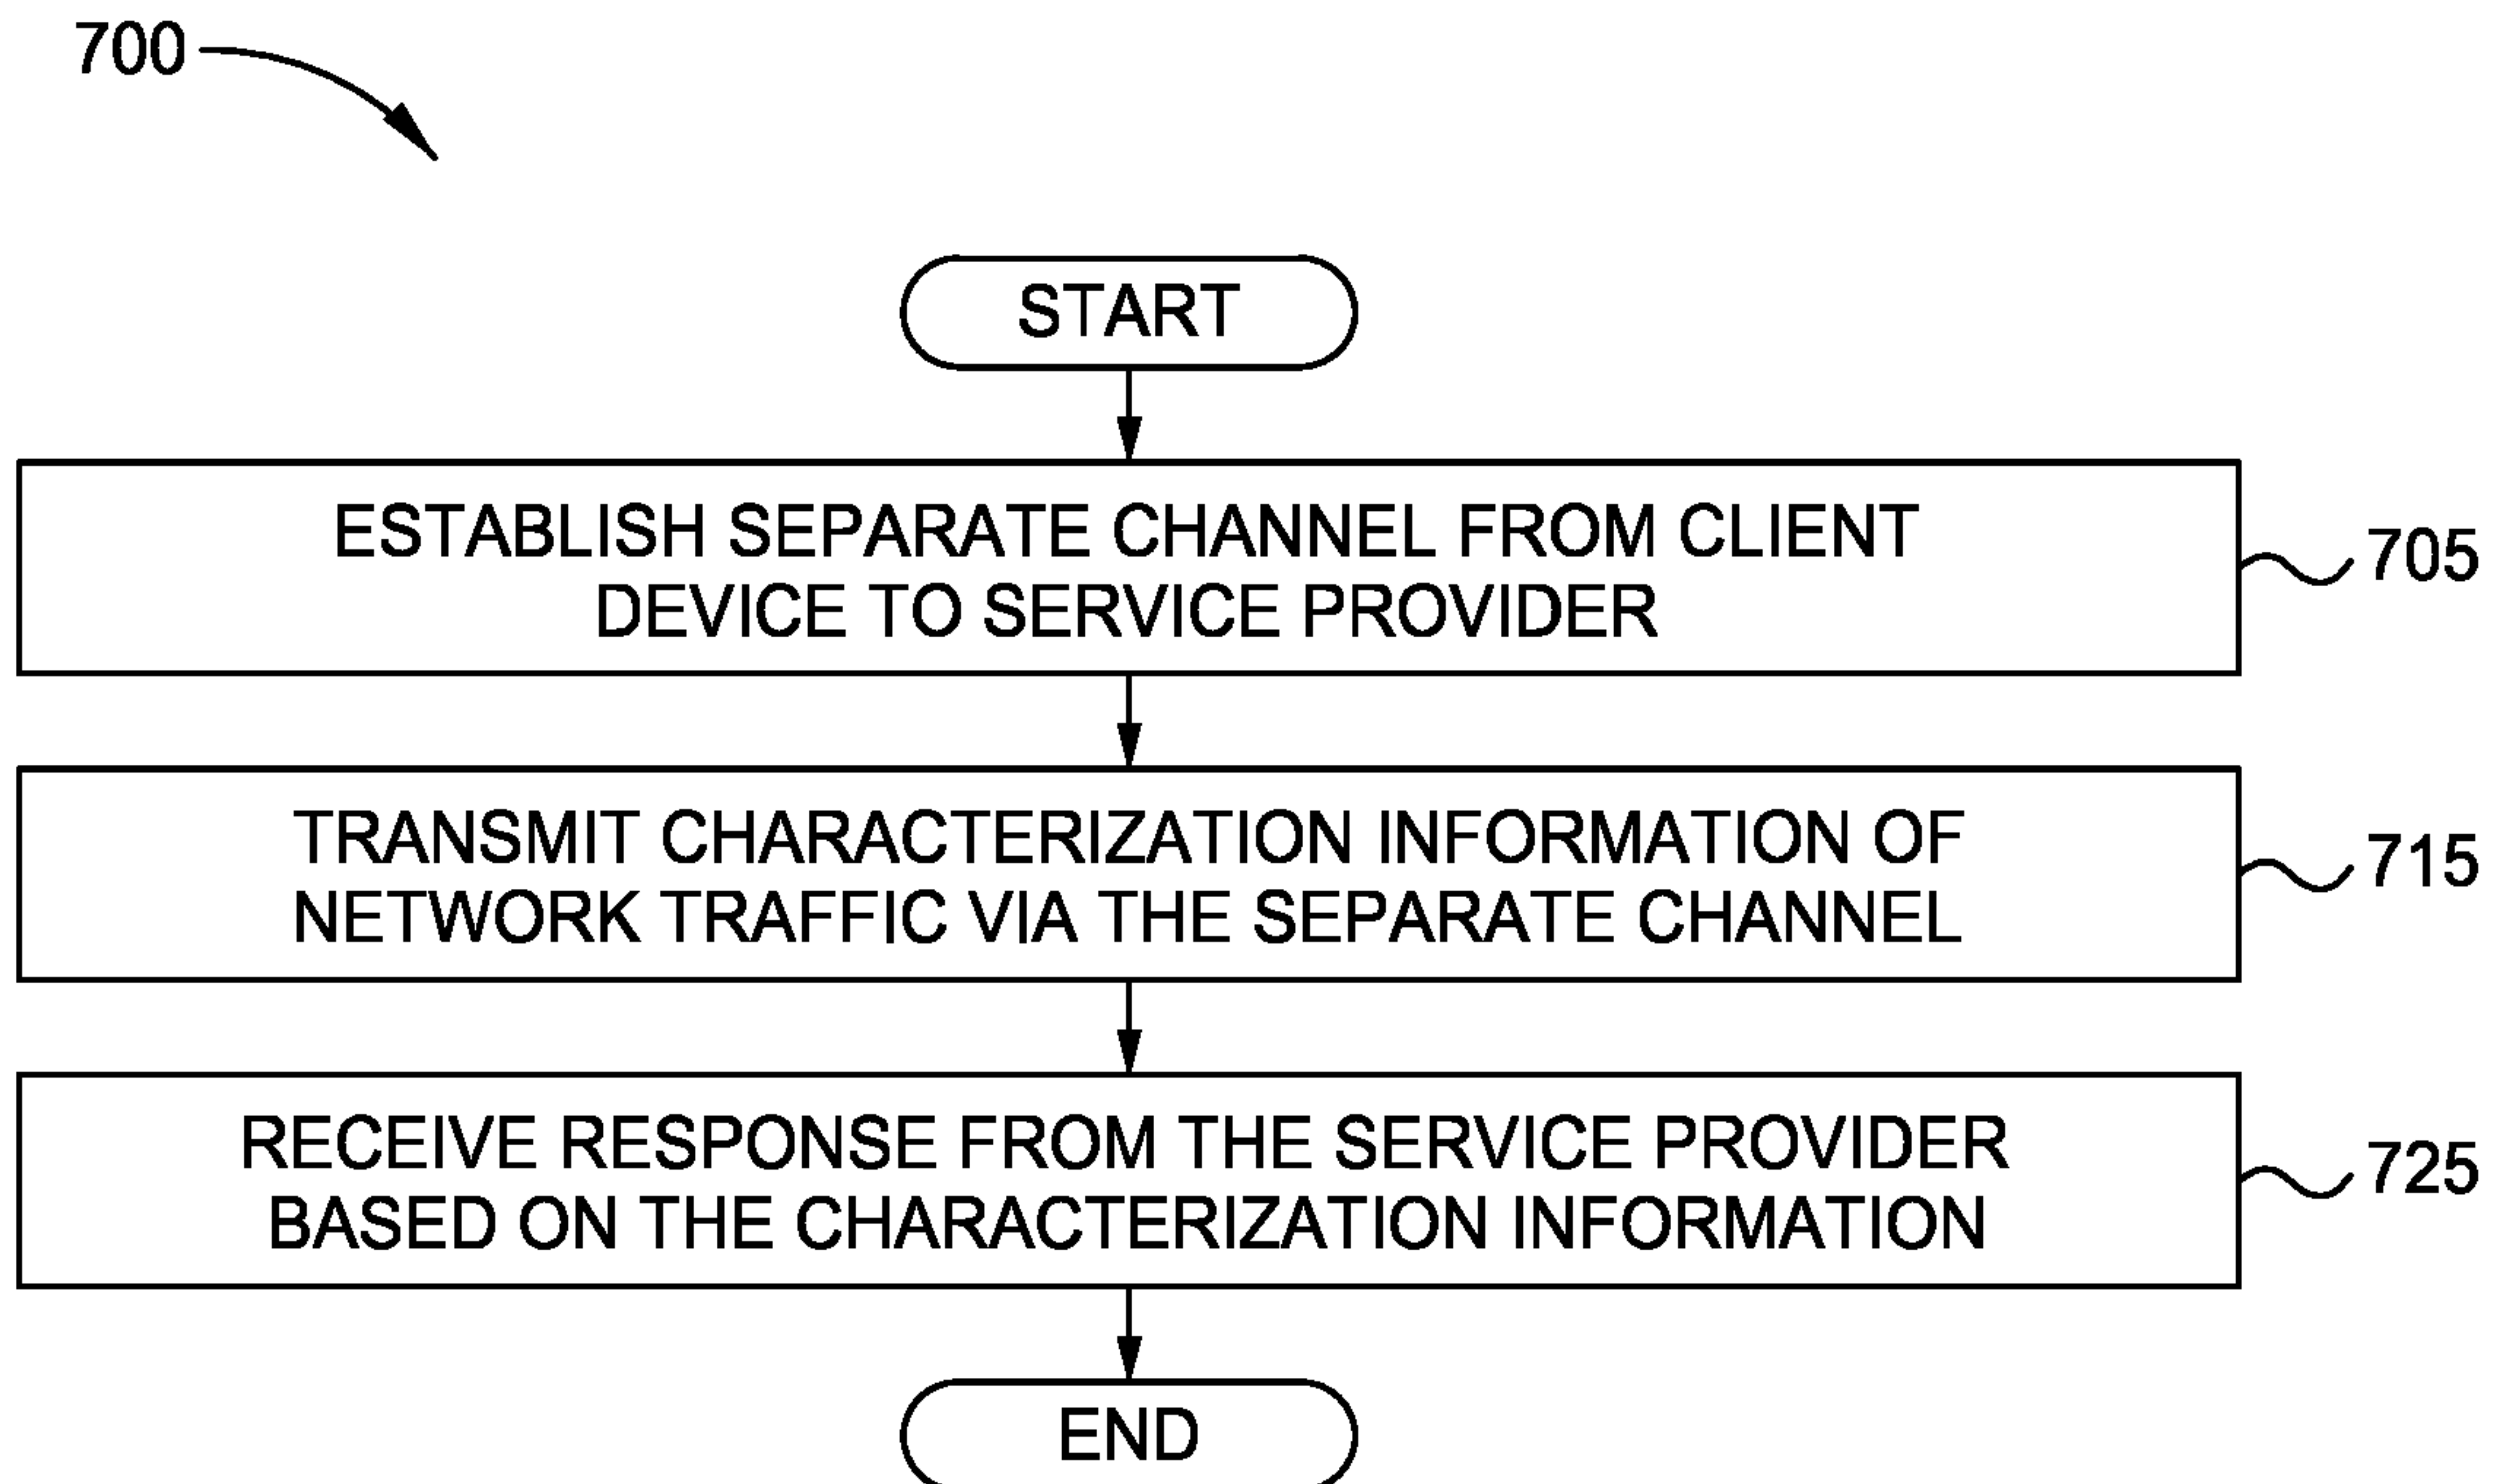 700
START
ESTABLISH SEPARATE CHANNEL FROM CLIENT
DEVICE TO SERVICE PROVIDER
705
TRANSMIT CHARACTERIZATION INFORMATION OF
NETWORK TRAFFIC VIA THE SEPARATE CHANNEL
715
RECEIVE RESPONSE FROM THE SERVICE PROVIDER
BASED ON THE CHARACTERIZATION INFORMATION
725
END